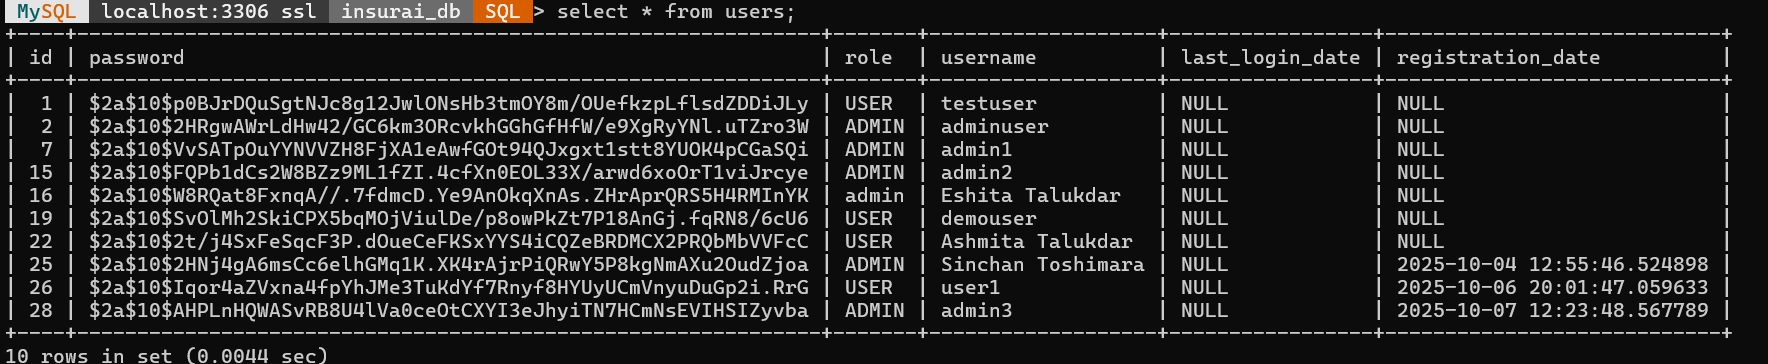 MySQL localhost:3306 ssl insurai_db SQL> select * from users;
+----+--------------------------------------------------------------+-------+-------------------+-----------------+----------------------------+
| id | password                                                     | role  | username          | last_login_date | registration_date          |
+----+--------------------------------------------------------------+-------+-------------------+-----------------+----------------------------+
|  1 | $2a$10$p0BJrDQuSgtNJc8g12JwlONsHb3tmOY8m/OUefkzpLflsdZDDiJLy | USER  | testuser          | NULL            | NULL                       |
|  2 | $2a$10$2HRgwAWrLdHw42/GC6km3ORcvkhGGhGfHfW/e9XgRyYNl.uTZro3W | ADMIN | adminuser         | NULL            | NULL                       |
|  7 | $2a$10$VvSATpOuYYNVVZH8FjXA1eAwfGOt94QJxgxt1stt8YUOK4pCGaSQi | ADMIN | admin1            | NULL            | NULL                       |
| 15 | $2a$10$FQPb1dCs2W8BZz9ML1fZI.4cfXn0EOL33X/arwd6xoOrT1viJrcye | ADMIN | admin2            | NULL            | NULL                       |
| 16 | $2a$10$W8RQat8FxnqA//.7fdmcD.Ye9AnOkqXnAs.ZHrAprQRS5H4RMInYK | admin | Eshita Talukdar   | NULL            | NULL                       |
| 19 | $2a$10$SvOlMh2SkiCPX5bqMOjViulDe/p8owPkZt7P18AnGj.fqRN8/6cU6 | USER  | demouser          | NULL            | NULL                       |
| 22 | $2a$10$2t/j4SxFeSqcF3P.dOueCeFKSxYYS4iCQZeBRDMCX2PRQbMbVVFcC | USER  | Ashmita Talukdar  | NULL            | NULL                       |
| 25 | $2a$10$2HNj4gA6msCc6elhGMq1K.XK4rAjrPiQRwY5P8kgNmAXu2OudZjoa | ADMIN | Sinchan Toshimara | NULL            | 2025-10-04 12:55:46.524898 |
| 26 | $2a$10$Iqor4aZVxna4fpYhJMe3TuKdYf7Rnyf8HYUyUCmVnyuDuGp2i.RrG | USER  | user1             | NULL            | 2025-10-06 20:01:47.059633 |
| 28 | $2a$10$AHPLnHQWASvRB8U4lVa0ceOtCXYI3eJhyiTN7HCmNsEVIHSIZyvba | ADMIN | admin3            | NULL            | 2025-10-07 12:23:48.567789 |
+----+--------------------------------------------------------------+-------+-------------------+-----------------+----------------------------+
10 rows in set (0.0044 sec)